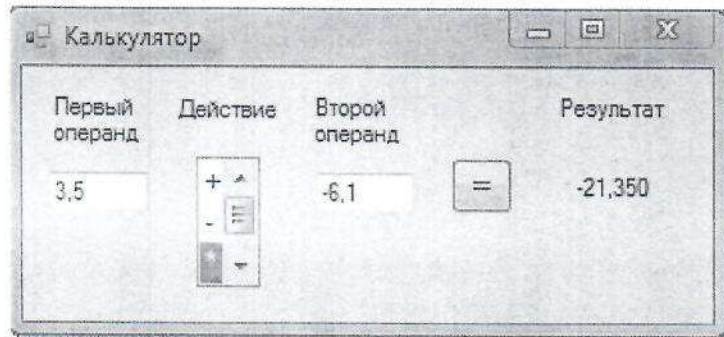 Калькулятор
Первый операнд
Действие
Второй операнд
Результат
3,5
+
-
*
-6,1
=
-21,350